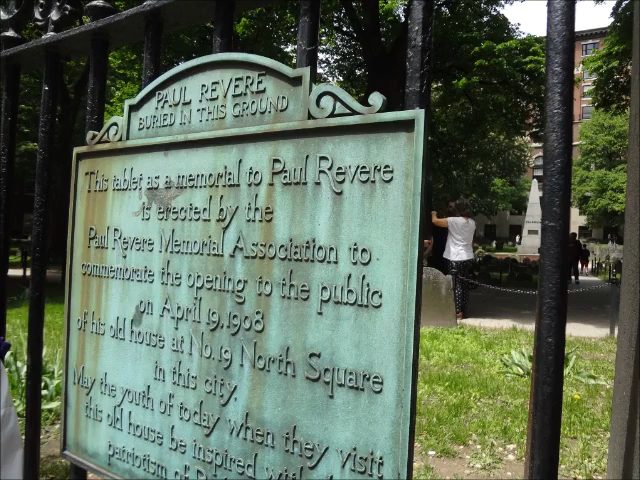 PAUL REVERE
BURIED IN THIS GROUND
This tablet as a memorial to Paul Revere
is erected by the
Paul Revere Memorial Association to
commemorate the opening to the public
on April 19, 1908
of his old house at No. 19 North Square
in this city.
May the youth of today when they visit
this old house be inspired with
patriotism of